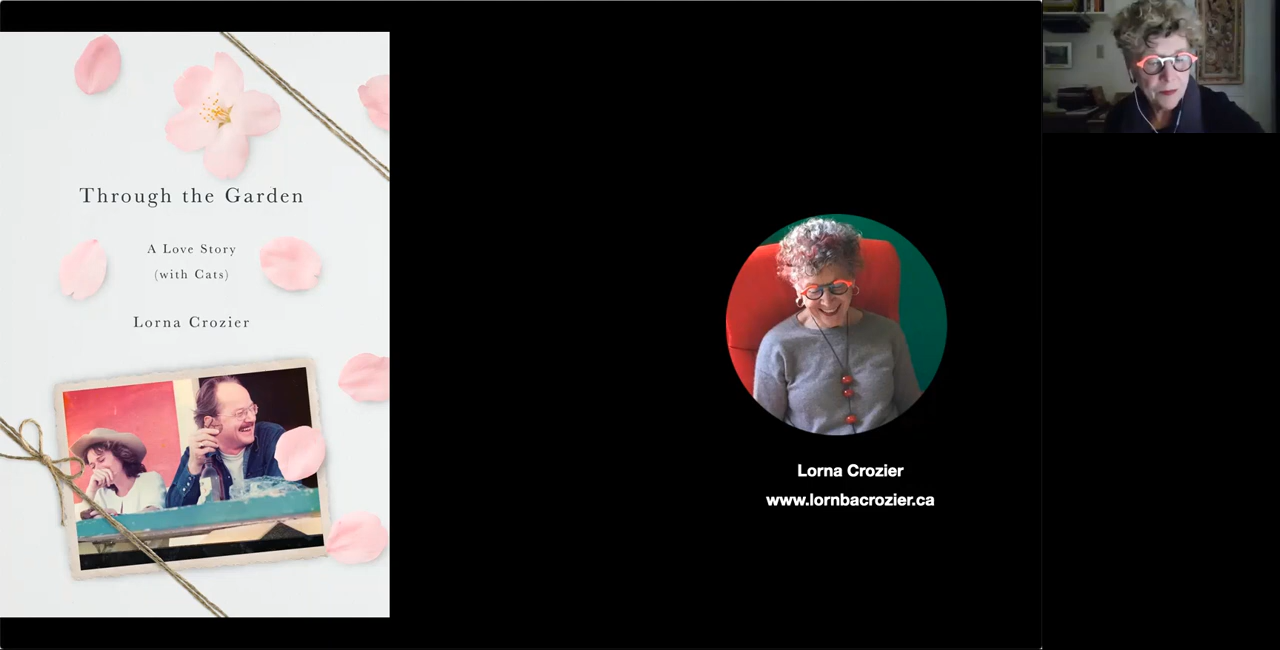 Through the Garden
A Love Story
(with Cats)
Lorna Crozier
Lorna Crozier
www.lornbacrozier.ca